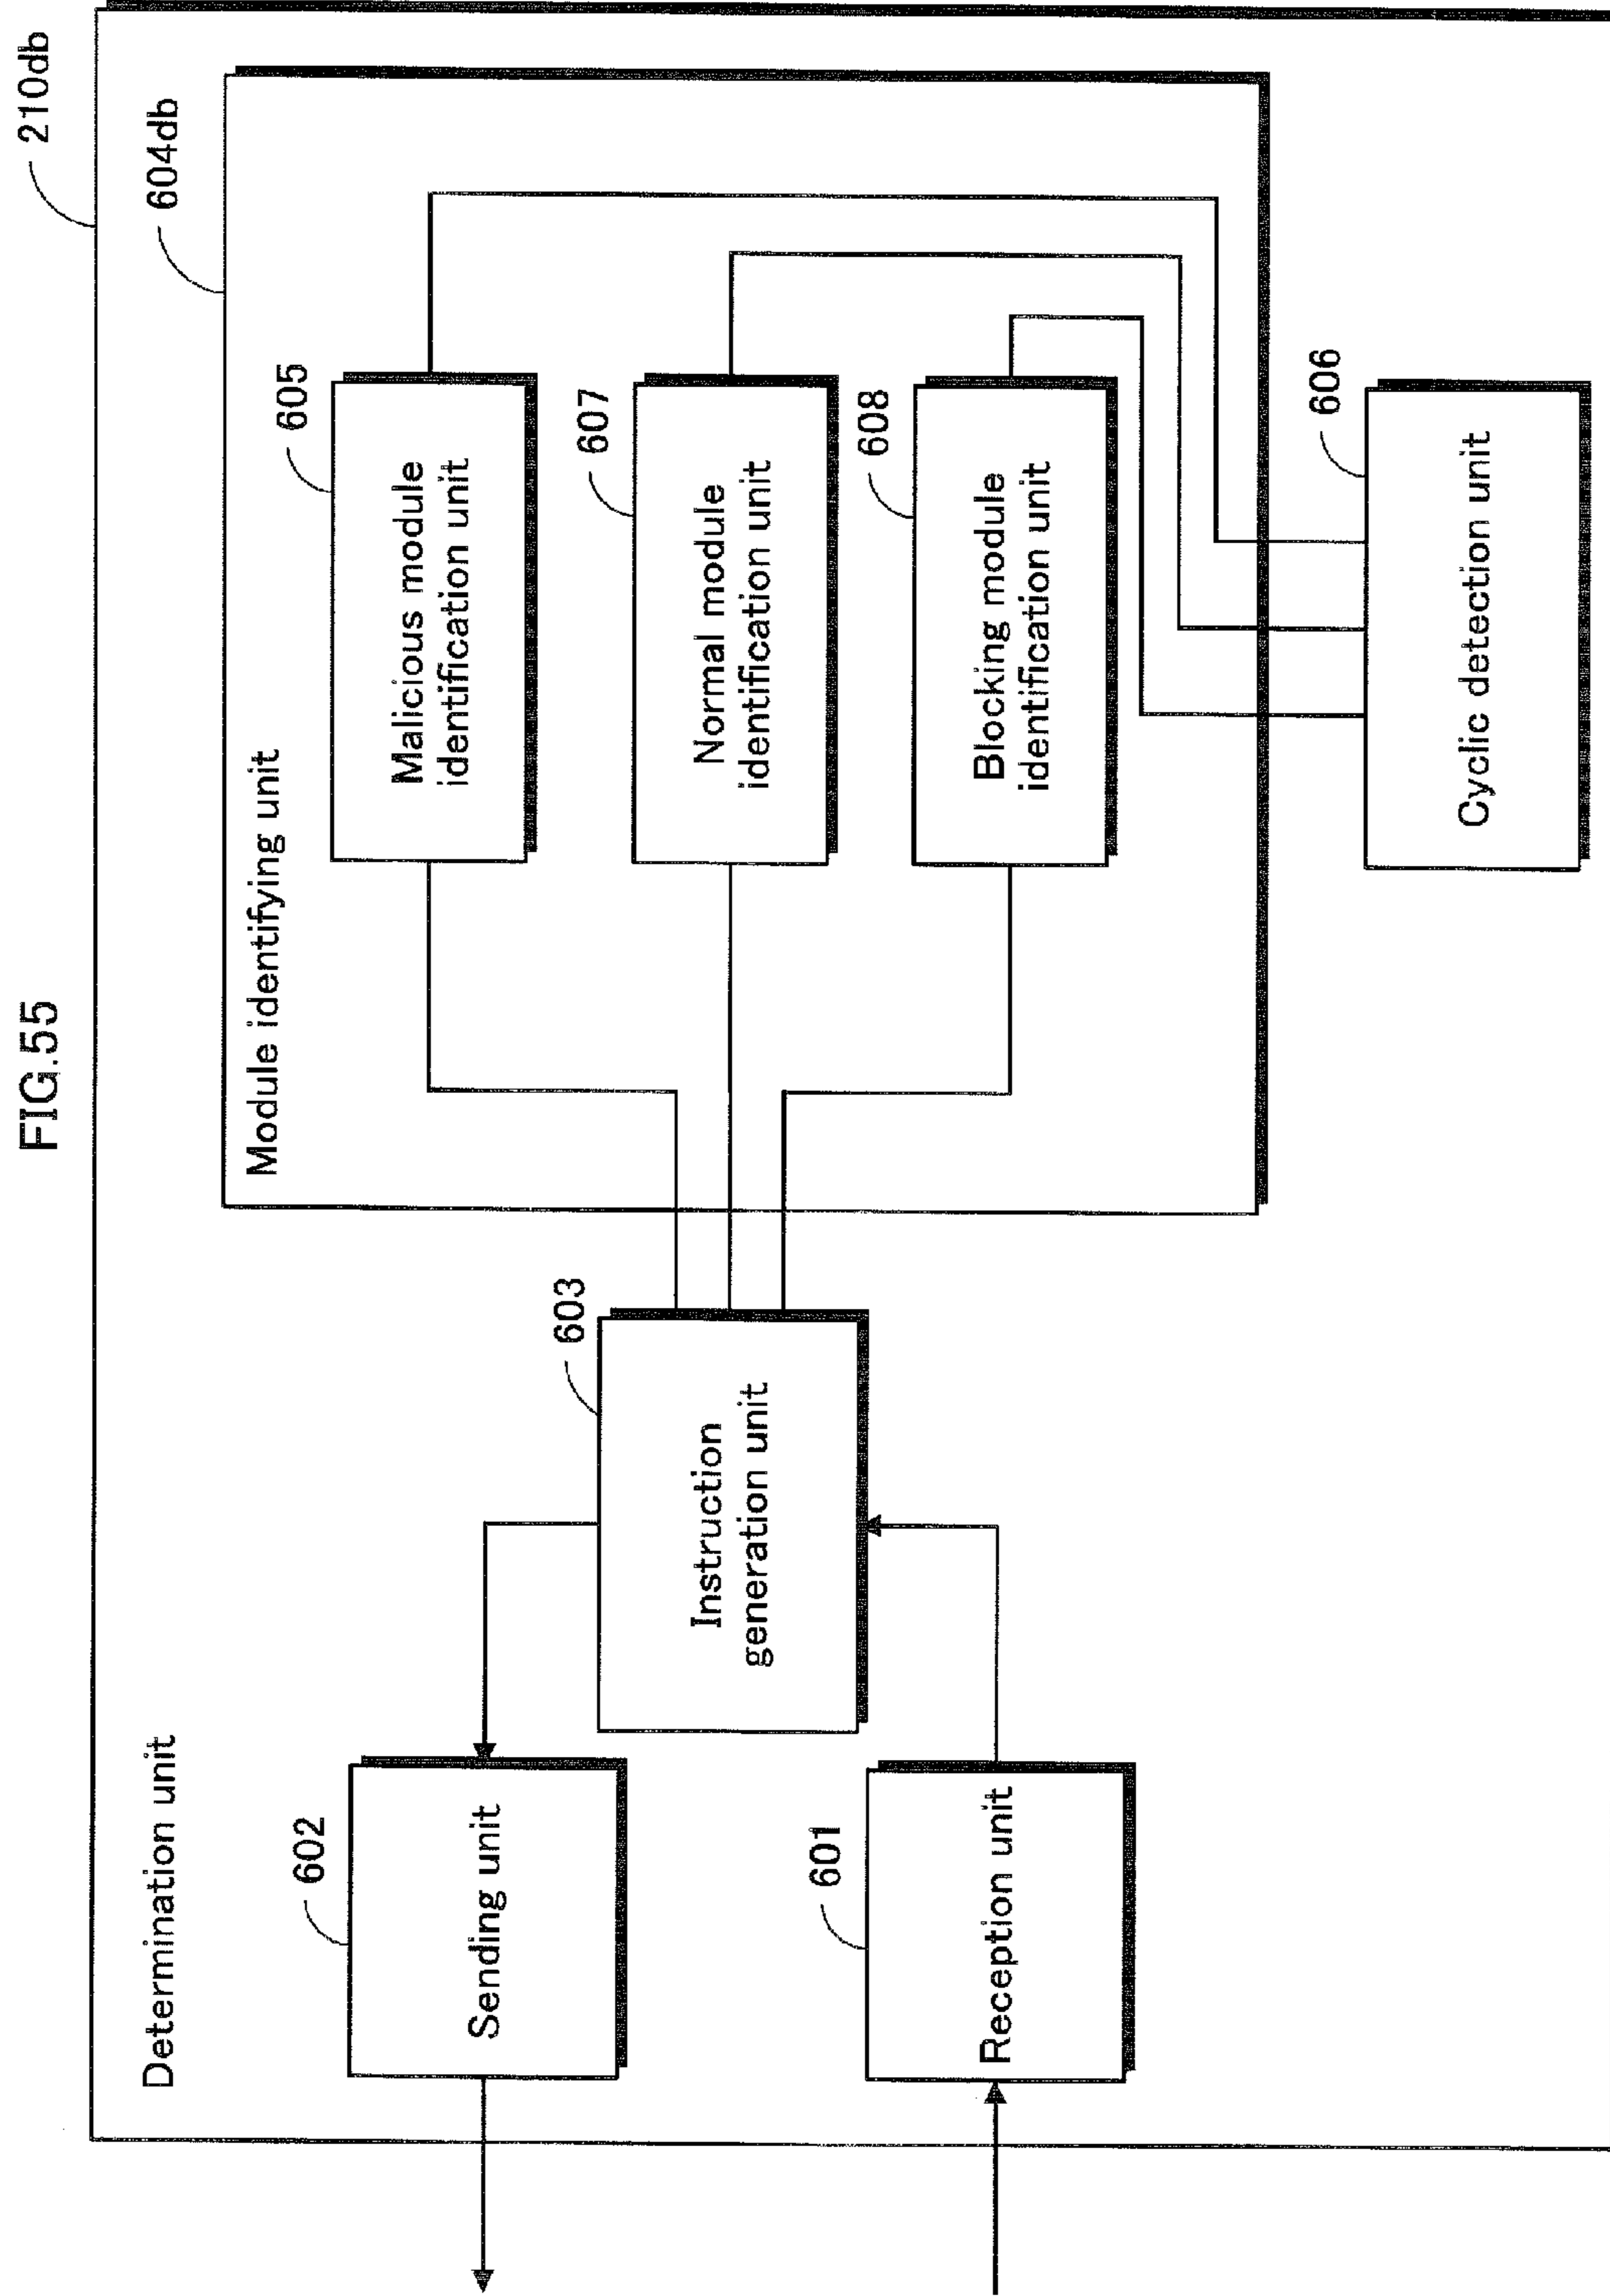 FIG.55
210db
Determination unit
604db
Module identifying unit
602
Sending unit
603
Instruction
generation unit
601
Reception unit
605
Malicious module
identification unit
607
Normal module
identification unit
608
Blocking module
identification unit
606
Cyclic detection unit